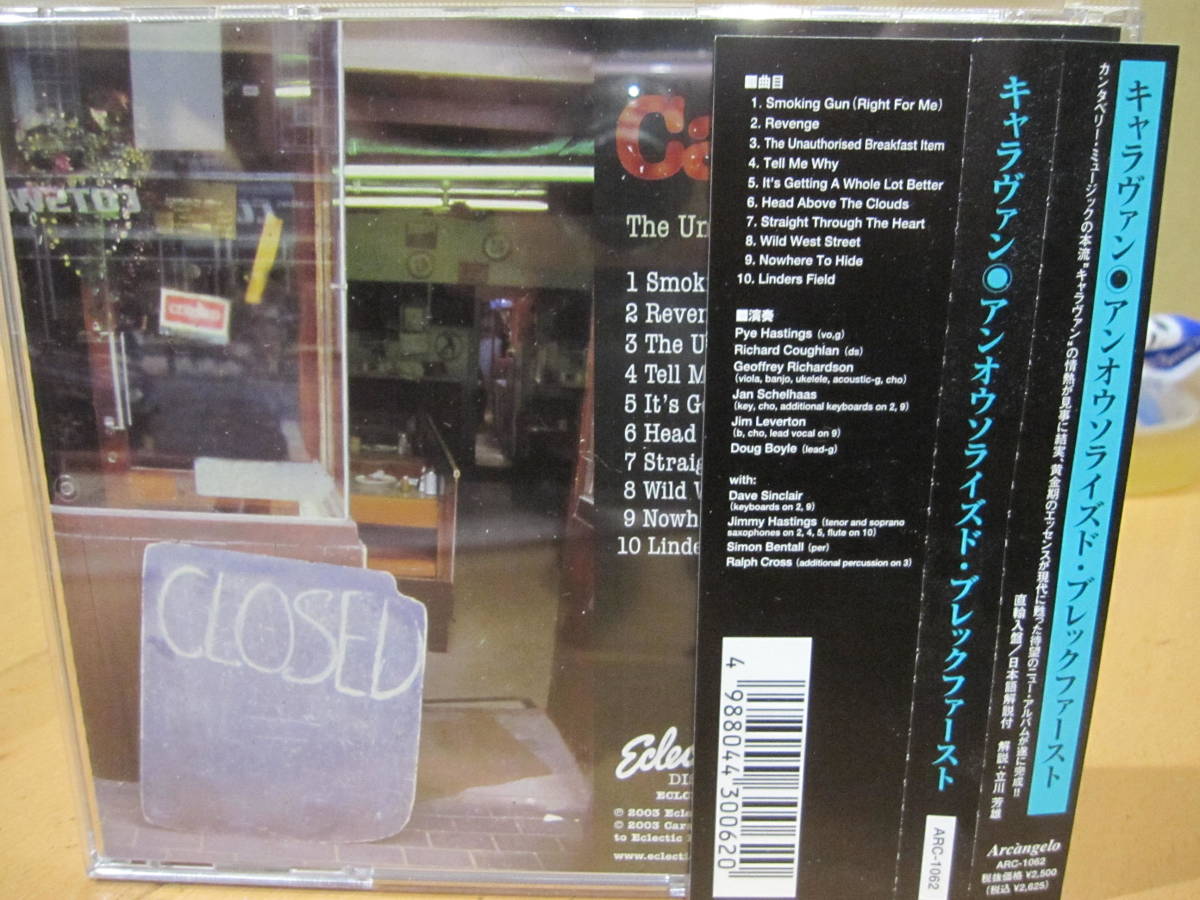 CLOSED
Ca
The Un
1 Smok
2 Rever
3 The U
4 Tell M
5 It's Ge
6 Head
7 Straig
8 Wild W
9 Nowh
10 Linde
Eclec
DIS
ECLC
℗ 2003 Ecle
© 2003 Cara
to Eclectic
www.eclecti
■曲目
1. Smoking Gun (Right For Me)
2. Revenge
3. The Unauthorised Breakfast Item
4. Tell Me Why
5. It's Getting A Whole Lot Better
6. Head Above The Clouds
7. Straight Through The Heart
8. Wild West Street
9. Nowhere To Hide
10. Linders Field
■演奏
Pye Hastings (vo,g)
Richard Coughlan (ds)
Geoffrey Richardson
(viola, banjo, ukelele, acoustic-g, cho)
Jan Schelhaas
(key, cho, additional keyboards on 2, 9)
Jim Leverton
(b, cho, lead vocal on 9)
Doug Boyle (lead-g)
with:
Dave Sinclair
(keyboards on 2, 9)
Jimmy Hastings (tenor and soprano
saxophones on 2, 4, 5, flute on 10)
Simon Bentall (per)
Ralph Cross (additional percussion on 3)
4 988044 300620
キャラヴァン◉アンオウソライズド・ブレックファースト
ARC-1062
キャラヴァン◉アンオウソライズド・ブレックファースト
カンタベリー・ミュージックの本流"キャラヴァン"の情熱が見事に結実、黄金期のエッセンスが現代に甦った待望のニュー・アルバムが遂に完成!!
直輸入盤/日本語解説付 解説:立川 芳雄
Arcàngelo
ARC-1062
税抜価格 ¥2,500
(税込 ¥2,625)